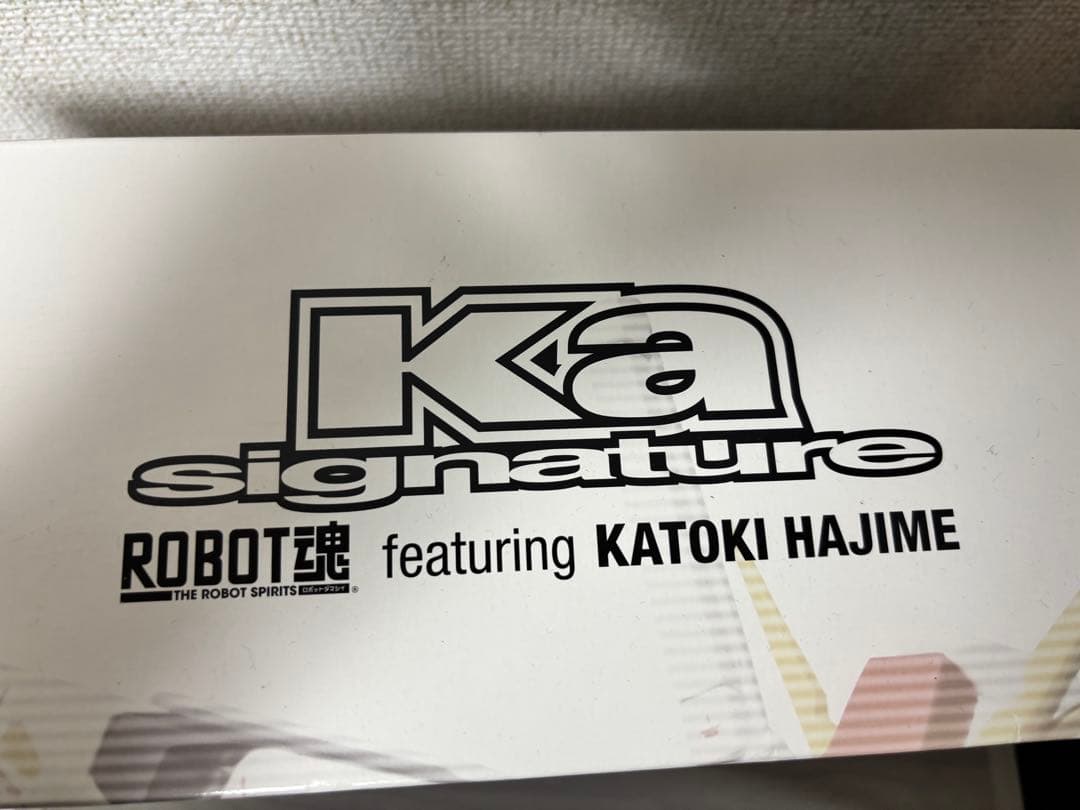 Ka
signature
ROBOT魂 featuring KATOKI HAJIME
THE ROBOT SPIRITS ロボットダマシイ ®